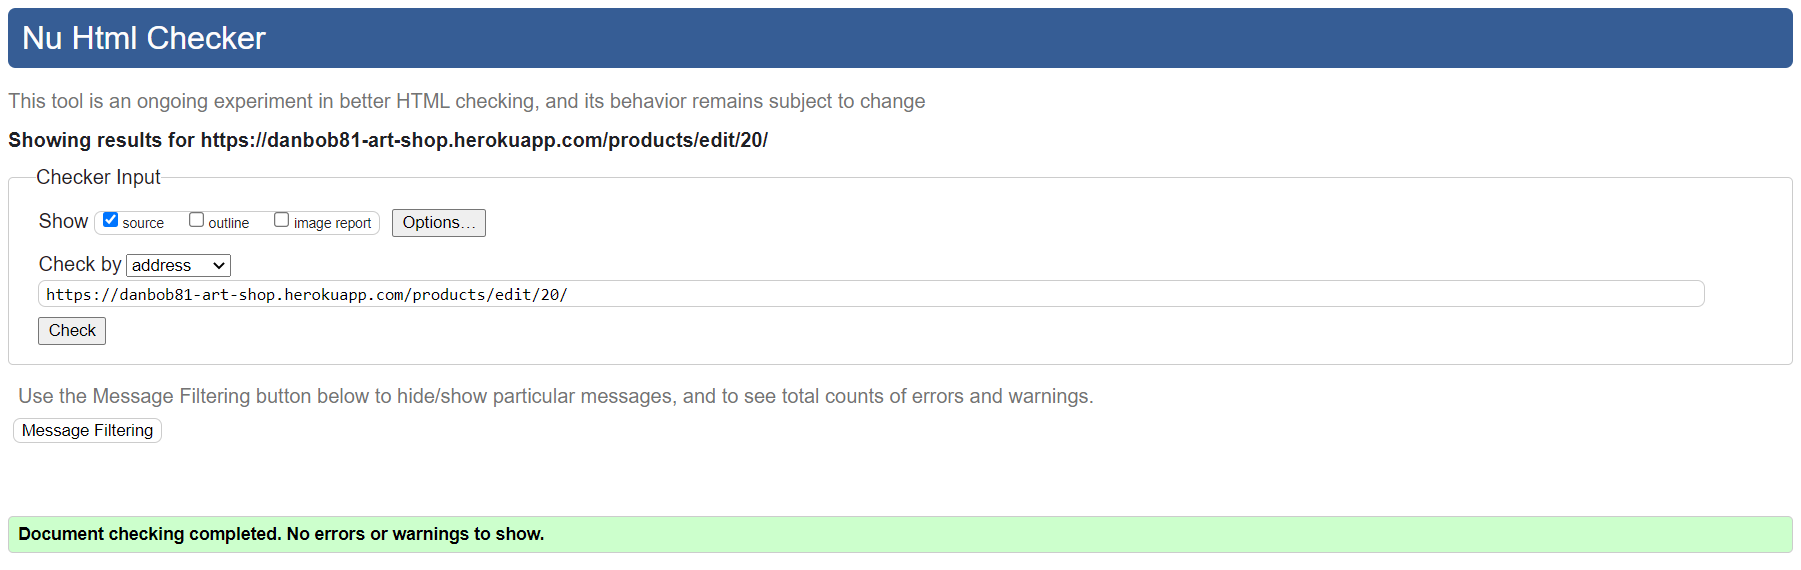 Nu Html Checker
This tool is an ongoing experiment in better HTML checking, and its behavior remains subject to change
Showing results for https://danbob81-art-shop.herokuapp.com/products/edit/20/
Checker Input
Show source outline image report Options...
Check by address
https://danbob81-art-shop.herokuapp.com/products/edit/20/
Check
Use the Message Filtering button below to hide/show particular messages, and to see total counts of errors and warnings.
Message Filtering
Document checking completed. No errors or warnings to show.